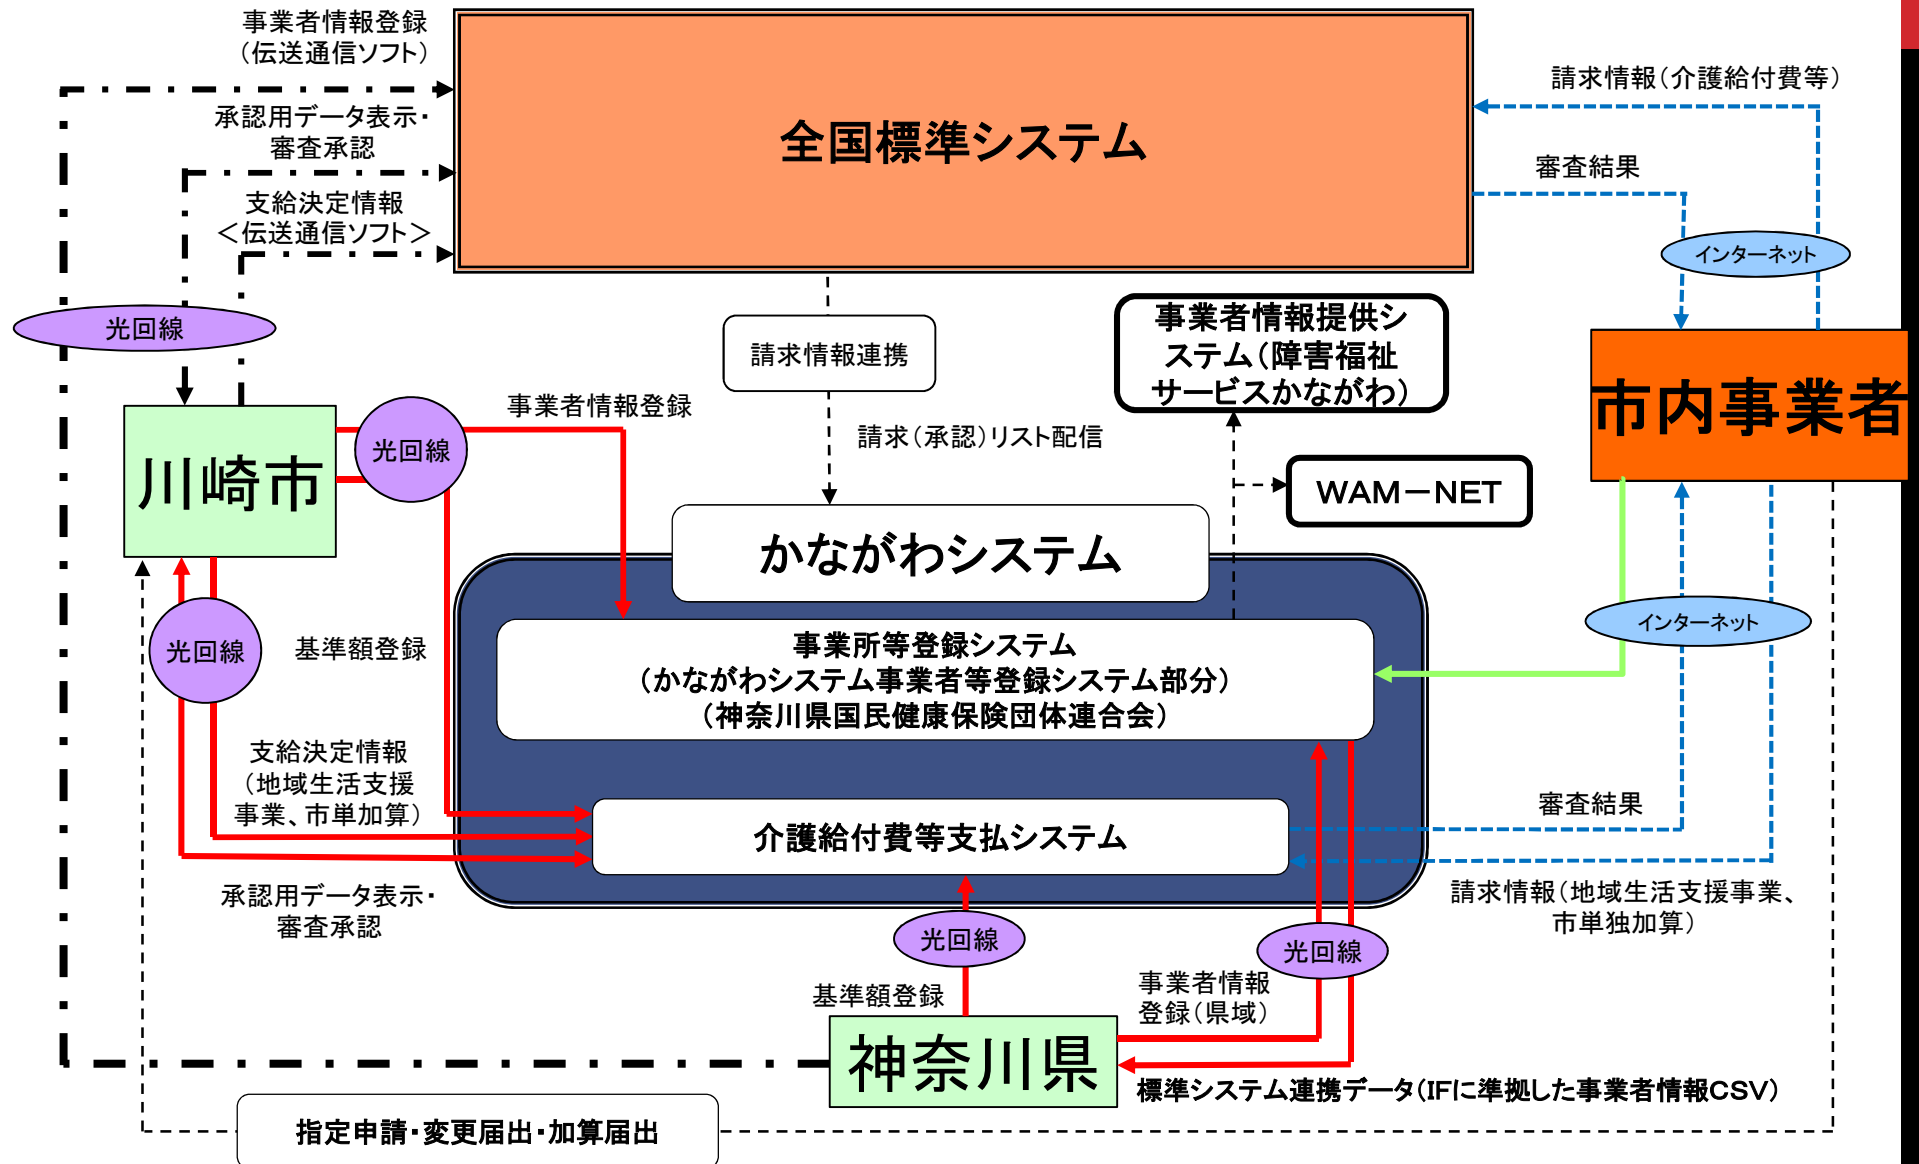 事業者情報登録
（伝送通信ソフト）
承認用データ表示・
審査承認
支給決定情報
＜伝送通信ソフト＞
全国標準システム
請求情報（介護給付費等）
審査結果
インターネット
光回線
請求情報連携
事業者情報提供シ
ステム（障害福祉
サービスかながわ）
市内事業者
事業者情報登録
光回線
請求（承認）リスト配信
川崎市
WAM－NET
かながわシステム
光回線
基準額登録
事業所等登録システム
（かながわシステム事業者等登録システム部分）
（神奈川県国民健康保険団体連合会）
インターネット
支給決定情報
（地域生活支援
事業、市単加算）
介護給付費等支払システム
審査結果
承認用データ表示・
審査承認
請求情報（地域生活支援事業、
市単独加算）
光回線
光回線
基準額登録
事業者情報
登録（県域）
神奈川県
標準システム連携データ（IFに準拠した事業者情報CSV）
指定申請・変更届出・加算届出